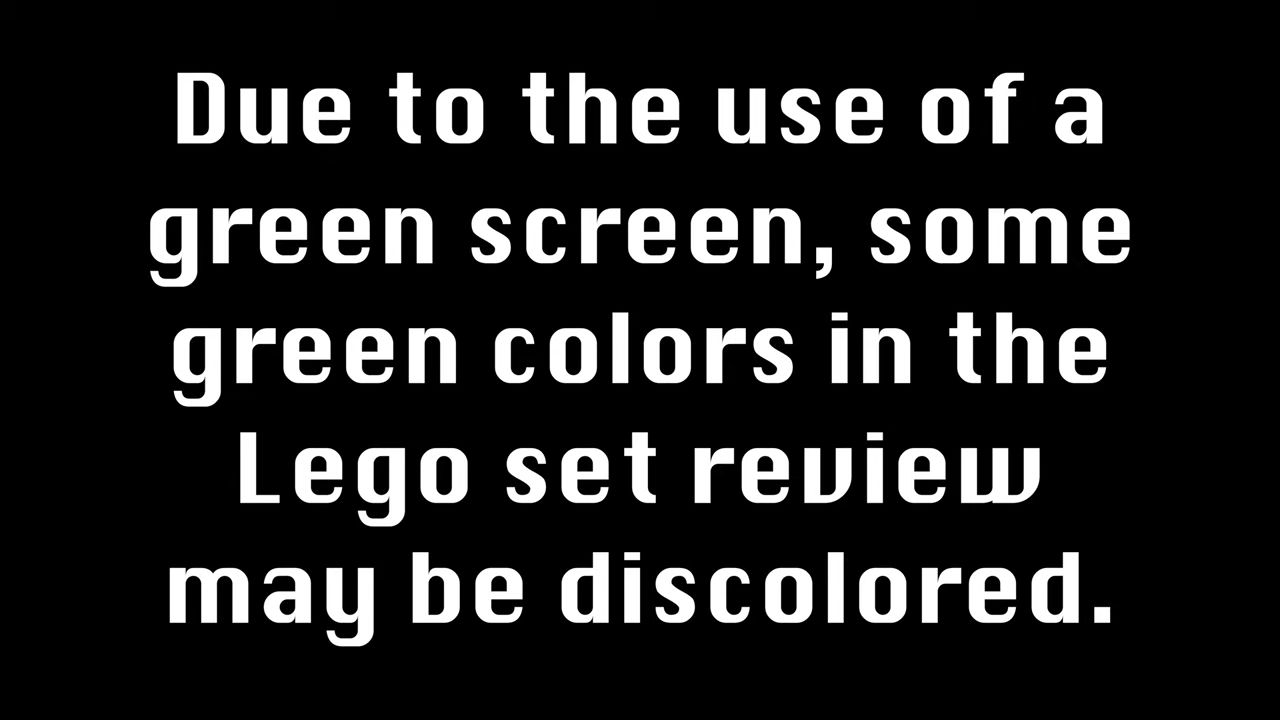 Due to the use of a
green screen, some
green colors in the
Lego set review
may be discolored.